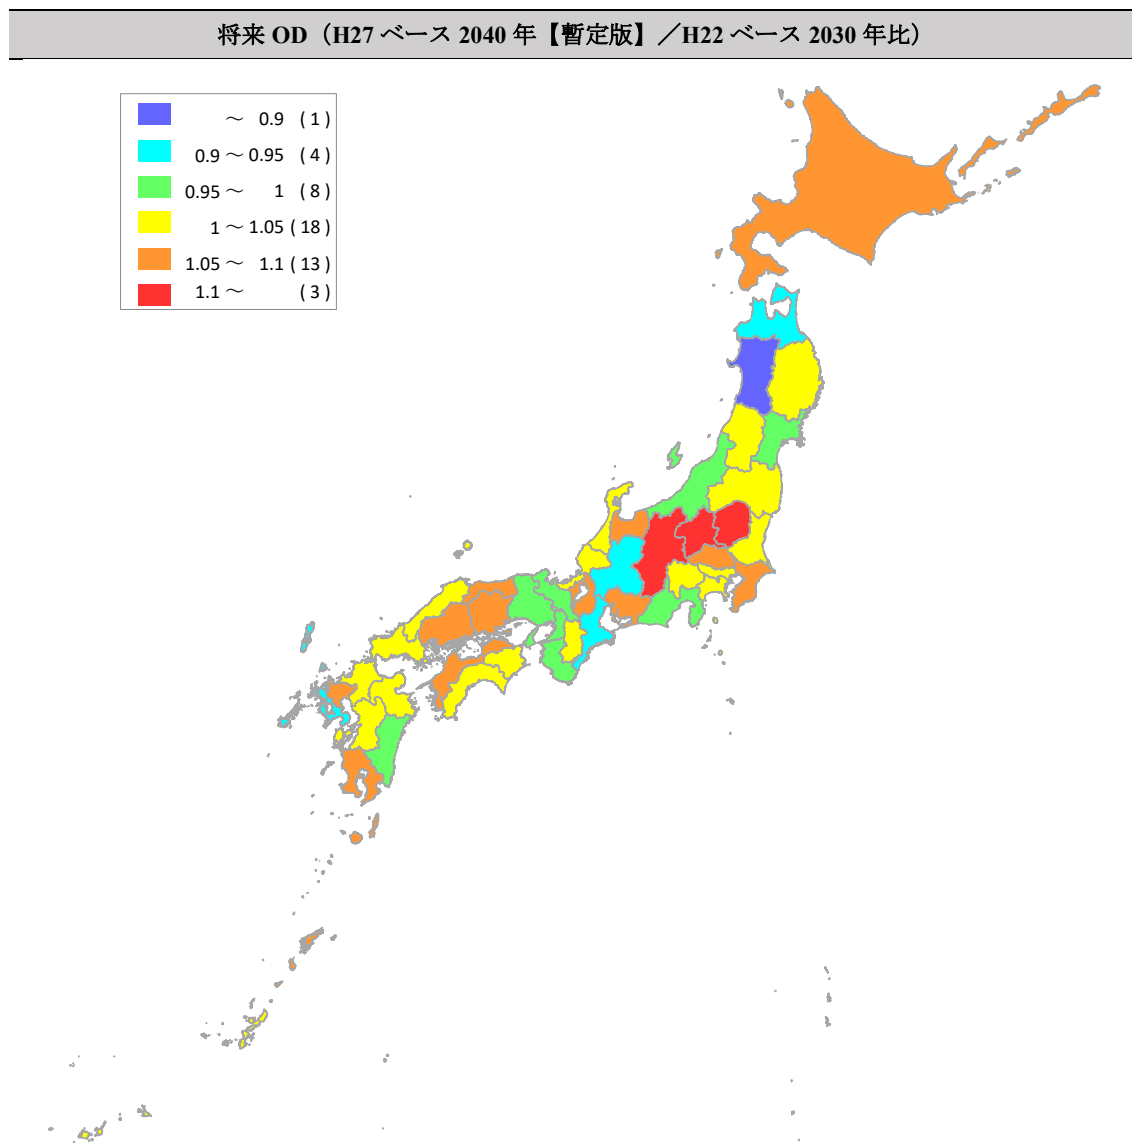 将来 OD（H27 ベース 2040 年【暫定版】／H22 ベース 2030 年比）
～ 0.9 ( 1 )
0.9 ～ 0.95 ( 4 )
0.95 ～ 1 ( 8 )
1 ～ 1.05 ( 18 )
1.05 ～ 1.1 ( 13 )
1.1 ～ ( 3 )